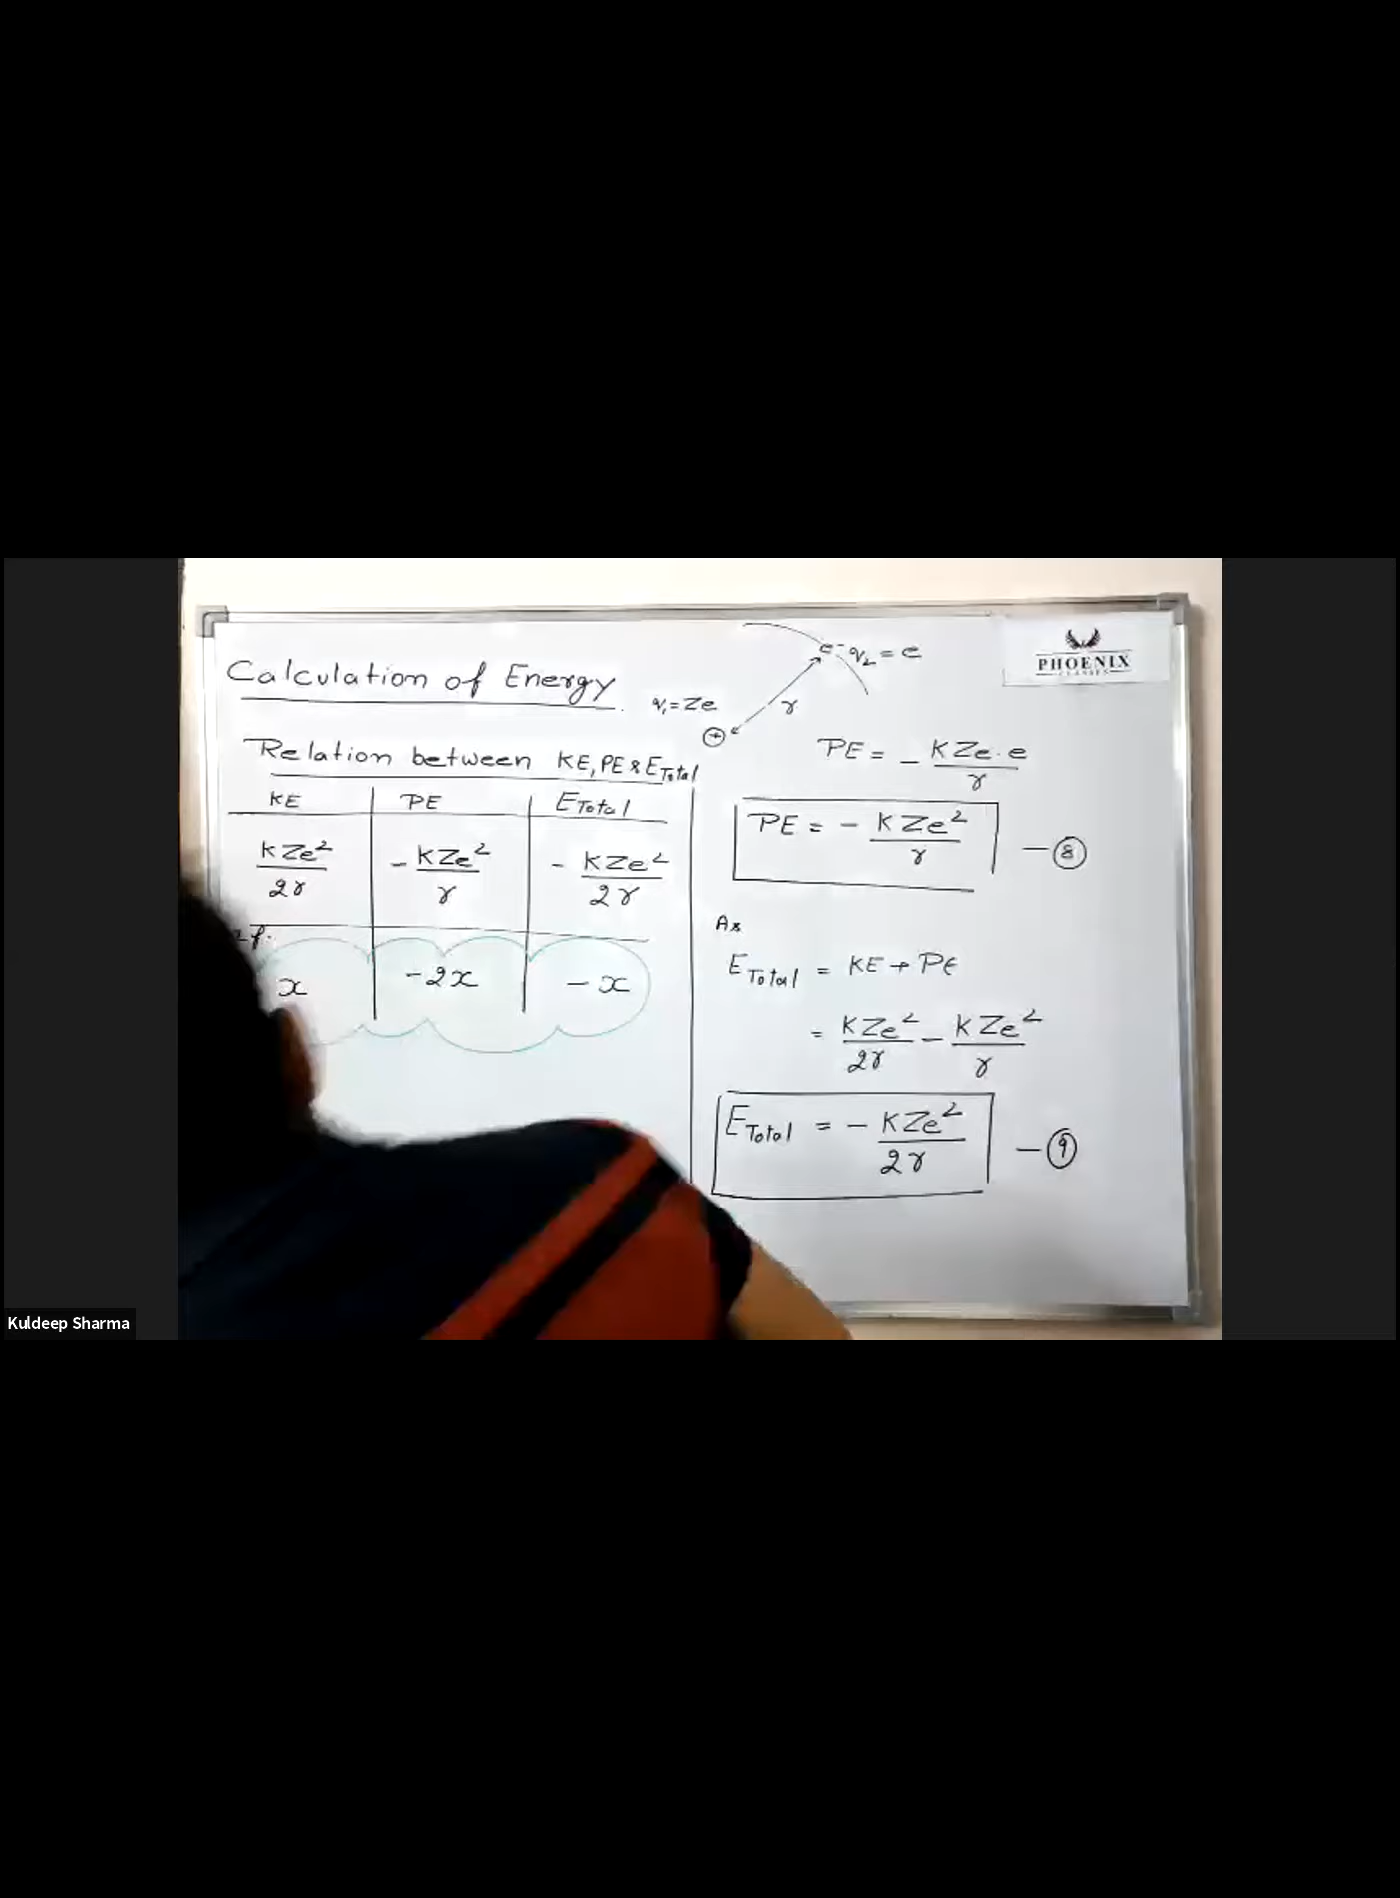 Calculation of Energy
q₁ = Ze
r
e⁻ q₂ = e
+
PHOENIX
CLASSES
Relation between KE, PE & E_Total
KE | PE | E_Total
KZe²/2r | -KZe²/r | - KZe²/2r
If.
x | -2x | -x
PE = - KZe·e/r
PE = - KZe²/r — ⑧
As
E_Total = KE + PE
= KZe²/2r - KZe²/r
E_Total = - KZe²/2r — ⑨
Kuldeep Sharma